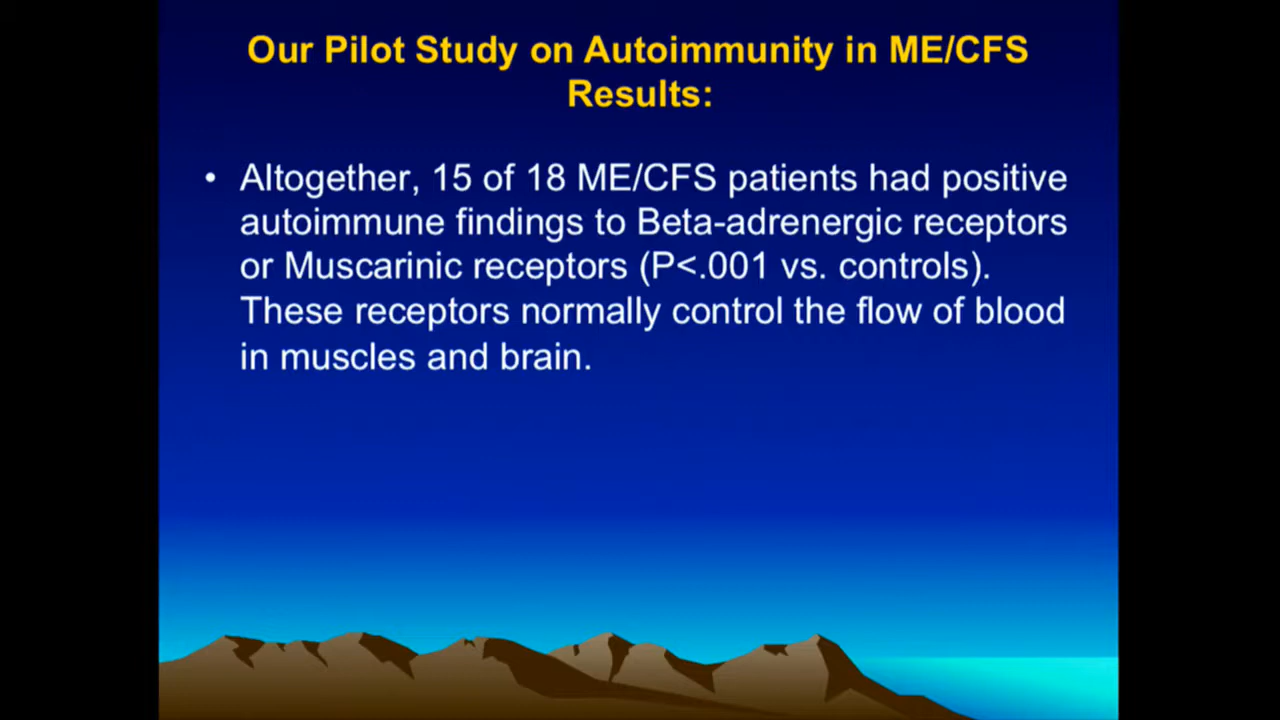 Our Pilot Study on Autoimmunity in ME/CFS
Results:
• Altogether, 15 of 18 ME/CFS patients had positive
autoimmune findings to Beta-adrenergic receptors
or Muscarinic receptors (P<.001 vs. controls).
These receptors normally control the flow of blood
in muscles and brain.